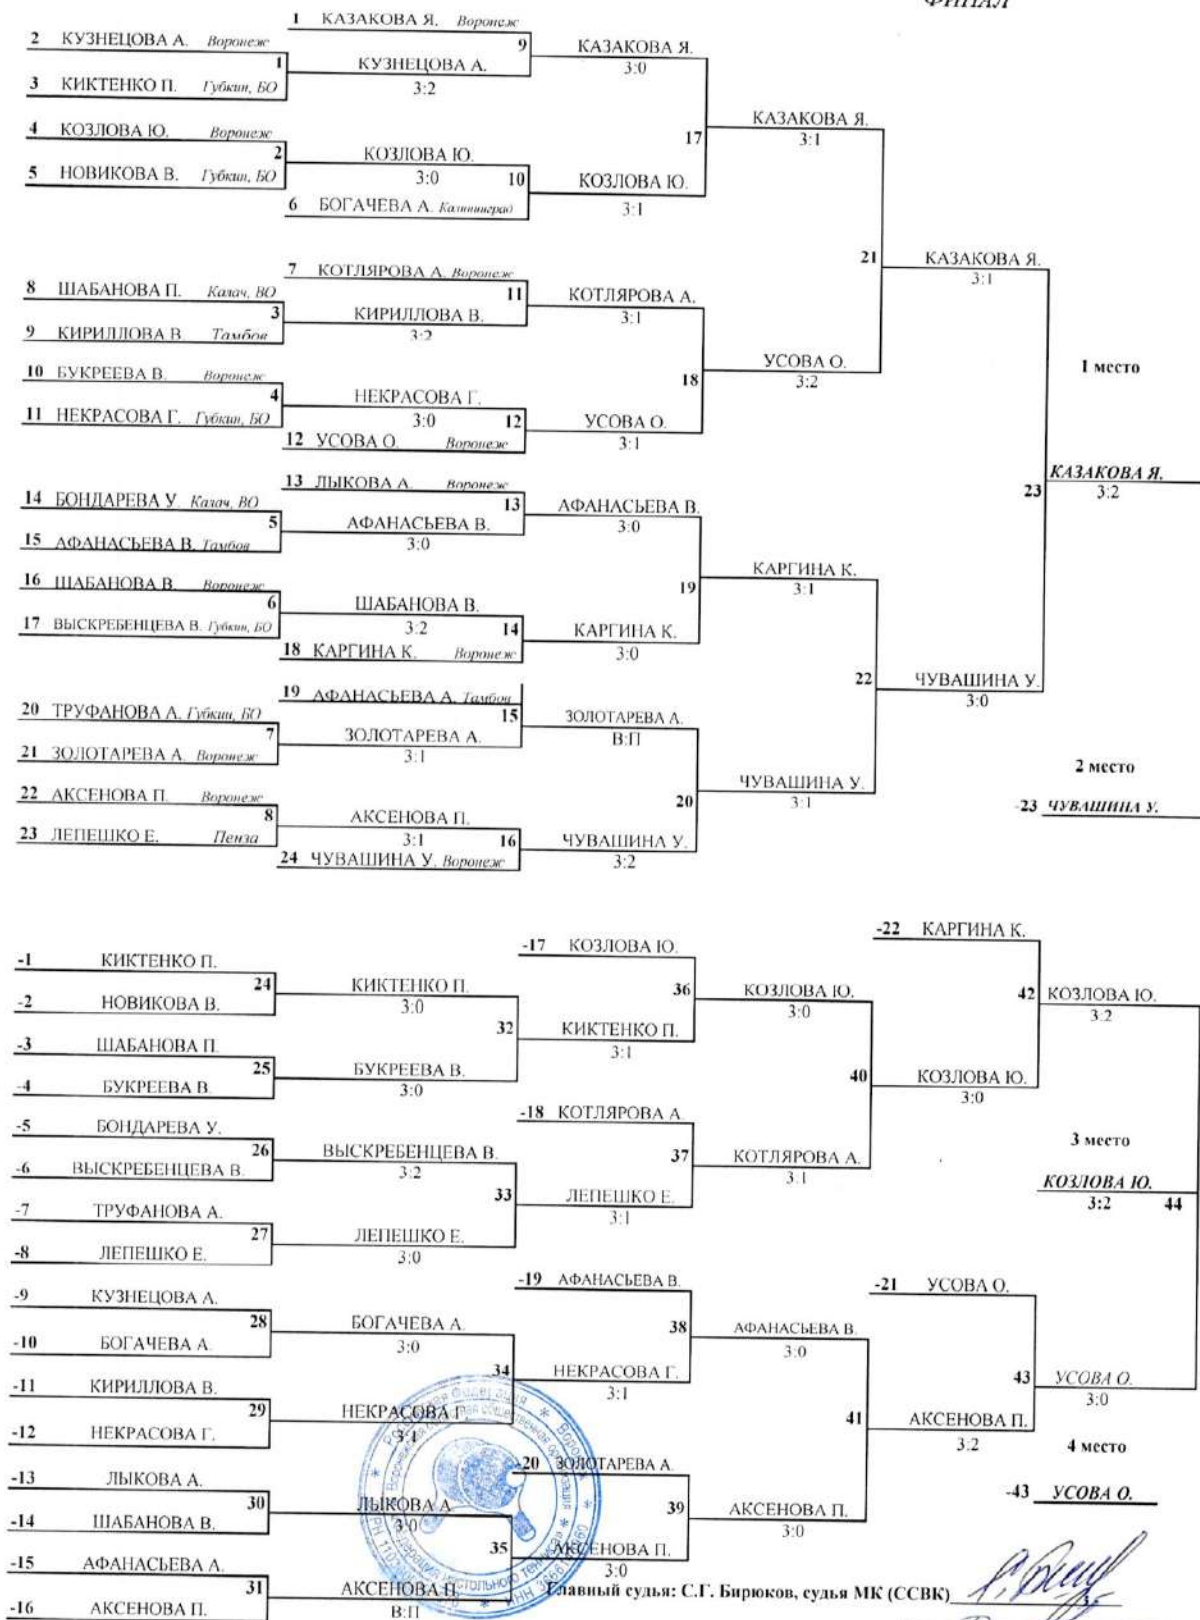 ФИНАЛ
1 КАЗАКОВА Я. Воронеж
2 КУЗНЕЦОВА А. Воронеж
9 КАЗАКОВА Я.
3:0
1 КУЗНЕЦОВА А.
3:2
3 КИКТЕНКО П. Губкин, БО
17 КАЗАКОВА Я.
3:1
4 КОЗЛОВА Ю. Воронеж
2 КОЗЛОВА Ю.
3:0
5 НОВИКОВА В. Губкин, БО
10 КОЗЛОВА Ю.
3:1
6 БОГАЧЕВА А. Калининград
21 КАЗАКОВА Я.
3:1
7 КОТЛЯРОВА А. Воронеж
8 ШАБАНОВА П. Калач, ВО
11 КОТЛЯРОВА А.
3:1
3 КИРИЛЛОВА В.
3:2
9 КИРИЛЛОВА В. Тамбов
18 УСОВА О.
3:2
1 место
10 БУКРЕЕВА В. Воронеж
4 НЕКРАСОВА Г.
3:0
11 НЕКРАСОВА Г. Губкин, БО
12 УСОВА О.
3:1
12 УСОВА О. Воронеж
23 КАЗАКОВА Я.
3:2
13 ЛЫКОВА А. Воронеж
14 БОНДАРЕВА У. Калач, ВО
13 АФАНАСЬЕВА В.
3:0
5 АФАНАСЬЕВА В.
3:0
15 АФАНАСЬЕВА В. Тамбов
19 КАРГИНА К.
3:1
16 ШАБАНОВА В. Воронеж
6 ШАБАНОВА В.
3:2
17 ВЫСКРЕБЕНЦЕВА В. Губкин, БО
14 КАРГИНА К.
3:0
18 КАРГИНА К. Воронеж
22 ЧУВАШИНА У.
3:0
19 АФАНАСЬЕВА А. Тамбов
20 ТРУФАНОВА А. Губкин, БО
15 ЗОЛОТАРЕВА А.
В:П
7 ЗОЛОТАРЕВА А.
3:1
21 ЗОЛОТАРЕВА А. Воронеж
2 место
20 ЧУВАШИНА У.
3:1
22 АКСЕНОВА П. Воронеж
-23 ЧУВАШИНА У.
8 АКСЕНОВА П.
3:1
23 ЛЕПЕШКО Е. Пенза
16 ЧУВАШИНА У.
3:2
24 ЧУВАШИНА У. Воронеж
-22 КАРГИНА К.
-17 КОЗЛОВА Ю.
-1 КИКТЕНКО П.
24 КИКТЕНКО П.
3:0
-2 НОВИКОВА В.
36 КОЗЛОВА Ю.
3:0
42 КОЗЛОВА Ю.
3:2
32 КИКТЕНКО П.
3:1
-3 ШАБАНОВА П.
25 БУКРЕЕВА В.
3:0
-4 БУКРЕЕВА В.
40 КОЗЛОВА Ю.
3:0
-18 КОТЛЯРОВА А.
-5 БОНДАРЕВА У.
26 ВЫСКРЕБЕНЦЕВА В.
3:2
-6 ВЫСКРЕБЕНЦЕВА В.
37 КОТЛЯРОВА А.
3:1
3 место
КОЗЛОВА Ю.
3:2 44
33 ЛЕПЕШКО Е.
3:1
-7 ТРУФАНОВА А.
27 ЛЕПЕШКО Е.
3:0
-8 ЛЕПЕШКО Е.
-19 АФАНАСЬЕВА В.
-21 УСОВА О.
-9 КУЗНЕЦОВА А.
28 БОГАЧЕВА А.
3:0
-10 БОГАЧЕВА А.
38 АФАНАСЬЕВА В.
3:0
34 НЕКРАСОВА Г.
3:1
43 УСОВА О.
3:0
-11 КИРИЛЛОВА В.
29 НЕКРАСОВА Г.
3:1
-12 НЕКРАСОВА Г.
41 АКСЕНОВА П.
3:2
4 место
-20 ЗОЛОТАРЕВА А.
-13 ЛЫКОВА А.
-43 УСОВА О.
30 ЛЫКОВА А.
3:0
-14 ШАБАНОВА В.
39 АКСЕНОВА П.
3:0
35 АКСЕНОВА П.
3:0
-15 АФАНАСЬЕВА А.
31 АКСЕНОВА П.
В:П
-16 АКСЕНОВА П.
Главный судья: С.Г. Бирюков, судья МК (ССВК)